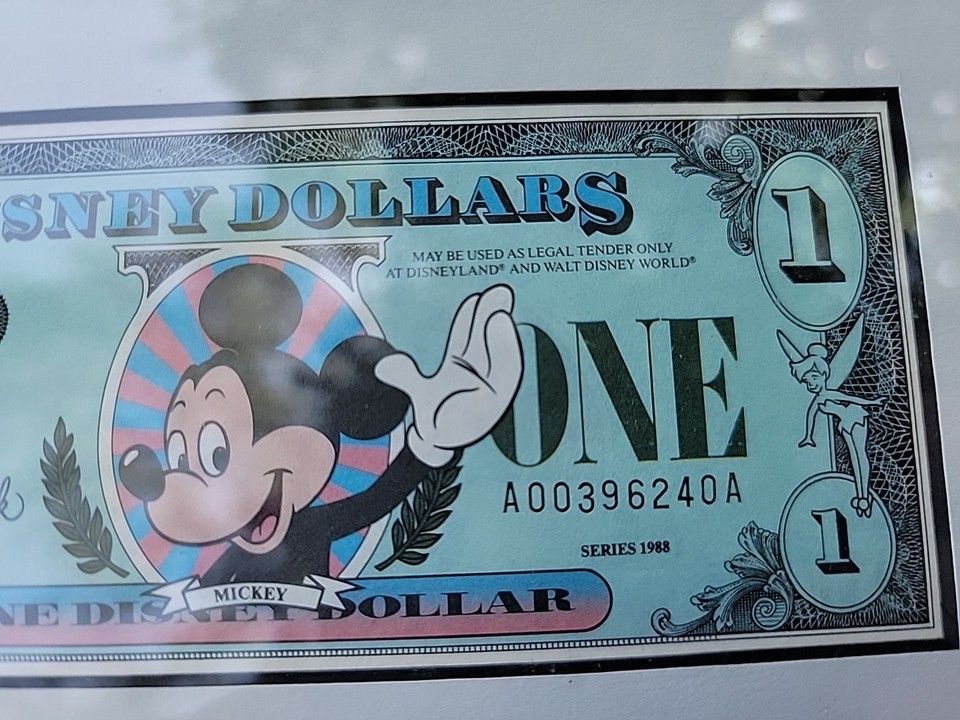 SNEY DOLLARS
1
MAY BE USED AS LEGAL TENDER ONLY
AT DISNEYLAND® AND WALT DISNEY WORLD®
ONE
A00396240A
SERIES 1988
1
MICKEY
NE DISNEY DOLLAR